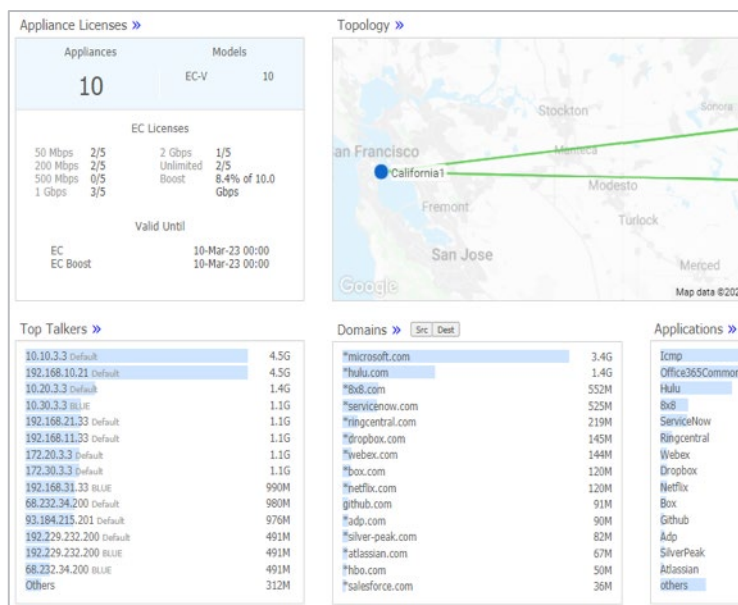 Appliance Licenses »
Appliances Models
10
EC-V 10
EC Licenses
50 Mbps 2/5 2 Gbps 1/5
200 Mbps 2/5 Unlimited 2/5
500 Mbps 0/5 Boost 8.4% of 10.0
1 Gbps 3/5 Gbps
Valid Until
EC 10-Mar-23 00:00
EC Boost 10-Mar-23 00:00
Topology »
Stockton
Sonora
an Francisco
Manteca
California1
Modesto
Fremont
Turlock
San Jose
Merced
Google
Map data ©202
Top Talkers »
10.10.3.3 Default 4.5G
192.168.10.21 Default 4.5G
10.20.3.3 Default 1.4G
10.30.3.3 BLUE 1.1G
192.168.21.33 Default 1.1G
192.168.11.33 Default 1.1G
172.20.3.3 Default 1.1G
172.30.3.3 Default 1.1G
192.168.31.33 BLUE 990M
68.232.34.200 Default 980M
93.184.215.201 Default 976M
192.229.232.200 Default 491M
192.229.232.200 BLUE 491M
68.232.34.200 BLUE 491M
Others 312M
Domains » Src Dest
*microsoft.com 3.4G
*hulu.com 1.4G
*8x8.com 552M
*servicenow.com 525M
*ringcentral.com 219M
*dropbox.com 145M
*webex.com 144M
*box.com 120M
*netflix.com 120M
github.com 91M
*adp.com 90M
*silver-peak.com 82M
*atlassian.com 67M
*hbo.com 50M
*salesforce.com 36M
Applications »
Icmp
Office365Common
Hulu
8x8
ServiceNow
Ringcentral
Webex
Dropbox
Netflix
Box
Github
Adp
SilverPeak
Atlassian
others